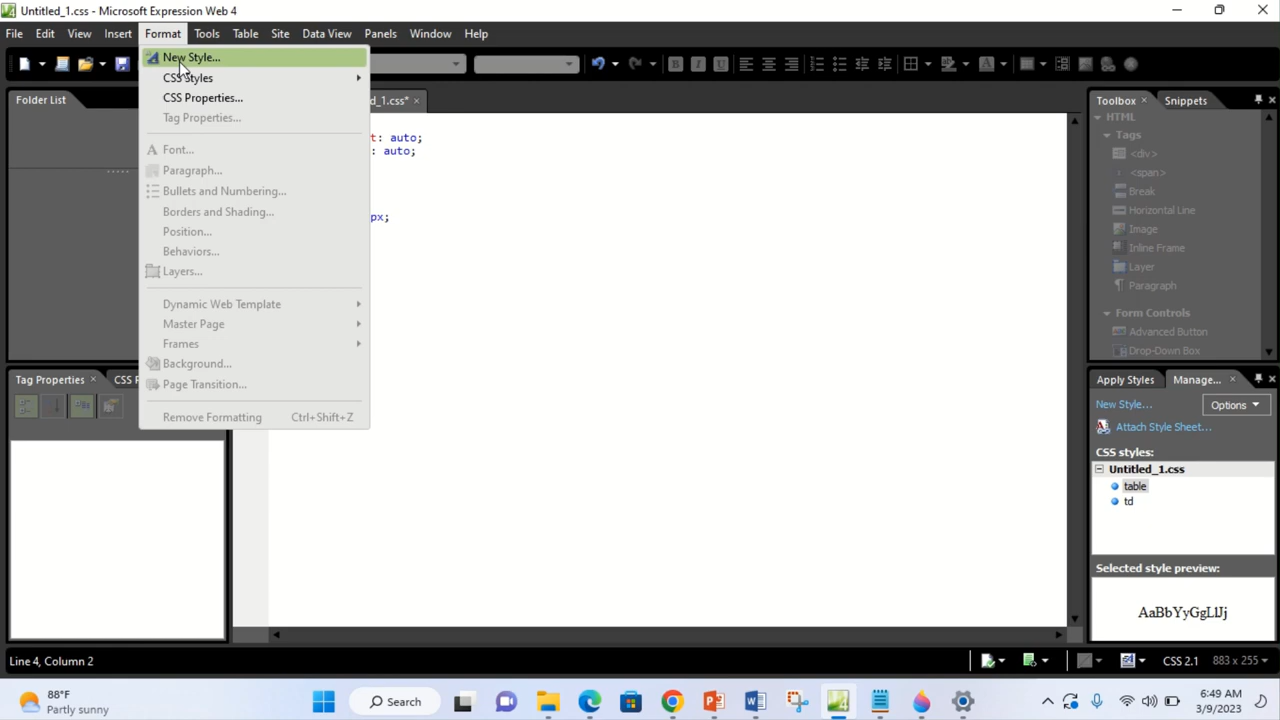 Untitled_1.css - Microsoft Expression Web 4
File Edit View Insert Format Tools Table Site Data View Panels Window Help
New Style...
CSS Styles
CSS Properties...
Tag Properties...
Font...
Paragraph...
Bullets and Numbering...
Borders and Shading...
Position...
Behaviors...
Layers...
Dynamic Web Template
Master Page
Frames
Background...
Page Transition...
Remove Formatting Ctrl+Shift+Z
Folder List
d_1.css*
t: auto;
: auto;
px;
Tag Properties CSS P
Toolbox Snippets
HTML
Tags
<div>
<span>
Break
Horizontal Line
Image
Inline Frame
Layer
Paragraph
Form Controls
Advanced Button
Drop-Down Box
Apply Styles Manage...
New Style... Options
Attach Style Sheet...
CSS styles:
Untitled_1.css
table
td
Selected style preview:
AaBbYyGgLlJj
Line 4, Column 2
CSS 2.1 883 x 255
88°F
Partly sunny
Search
6:49 AM
3/9/2023